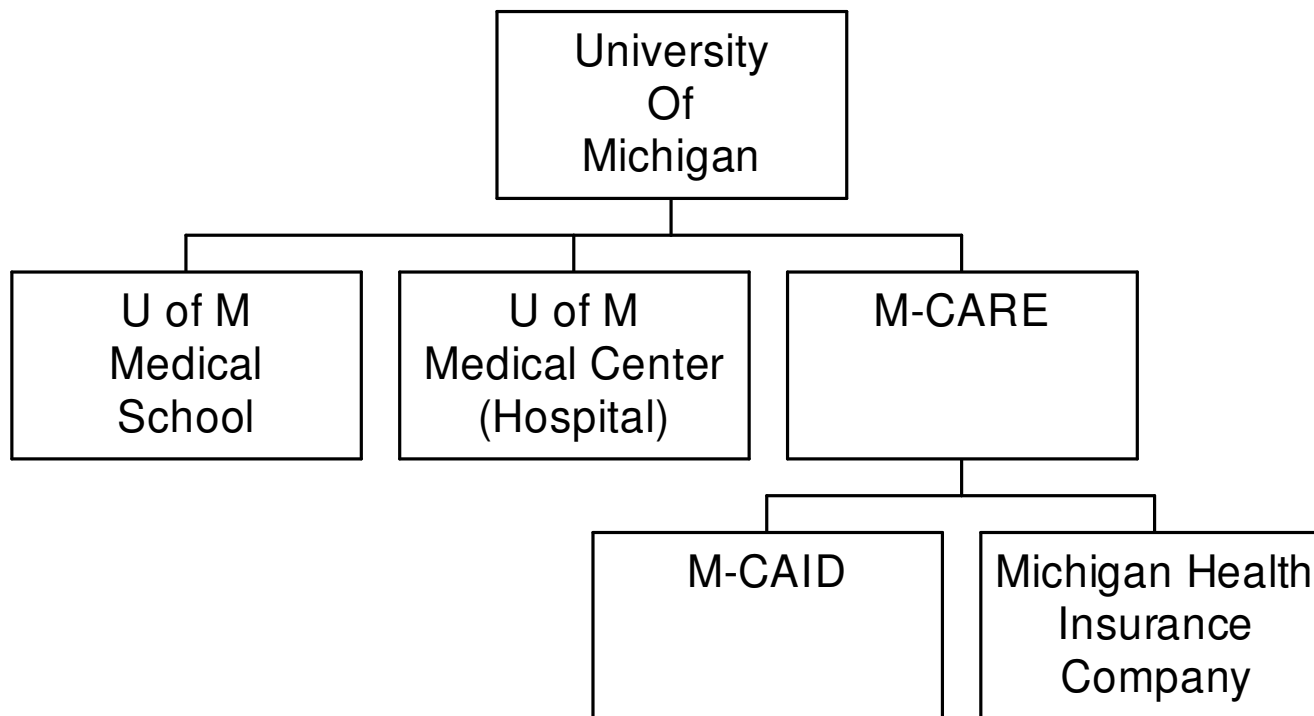 University
Of
Michigan
U of M
Medical
School
U of M
Medical Center
(Hospital)
M-CARE
M-CAID
Michigan Health
Insurance
Company